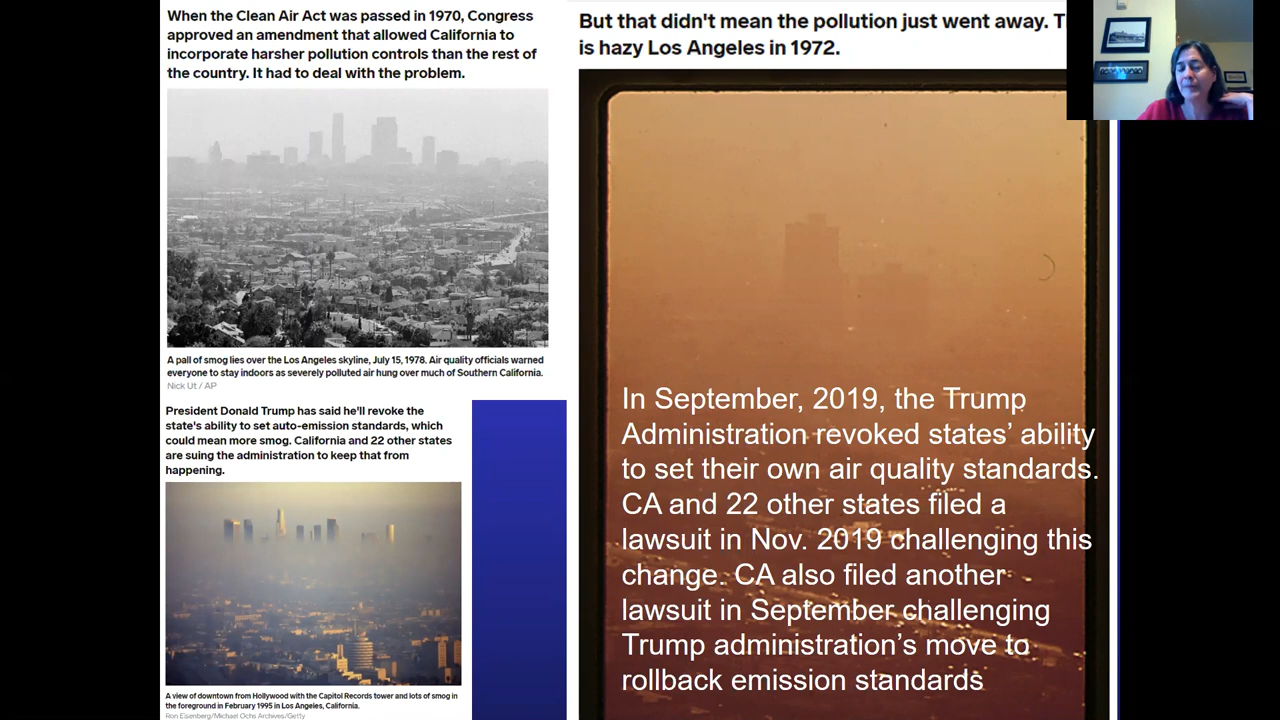 When the Clean Air Act was passed in 1970, Congress
approved an amendment that allowed California to
incorporate harsher pollution controls than the rest of
the country. It had to deal with the problem.
A pall of smog lies over the Los Angeles skyline, July 15, 1978. Air quality officials warned
everyone to stay indoors as severely polluted air hung over much of Southern California.
Nick Ut / AP
President Donald Trump has said he'll revoke the
state's ability to set auto-emission standards, which
could mean more smog. California and 22 other states
are suing the administration to keep that from
happening.
A view of downtown from Hollywood with the Capitol Records tower and lots of smog in
the foreground in February 1995 in Los Angeles, California.
Ron Eisenberg/Michael Ochs Archives/Getty
But that didn't mean the pollution just went away. T
is hazy Los Angeles in 1972.
In September, 2019, the Trump
Administration revoked states’ ability
to set their own air quality standards.
CA and 22 other states filed a
lawsuit in Nov. 2019 challenging this
change. CA also filed another
lawsuit in September challenging
Trump administration’s move to
rollback emission standards